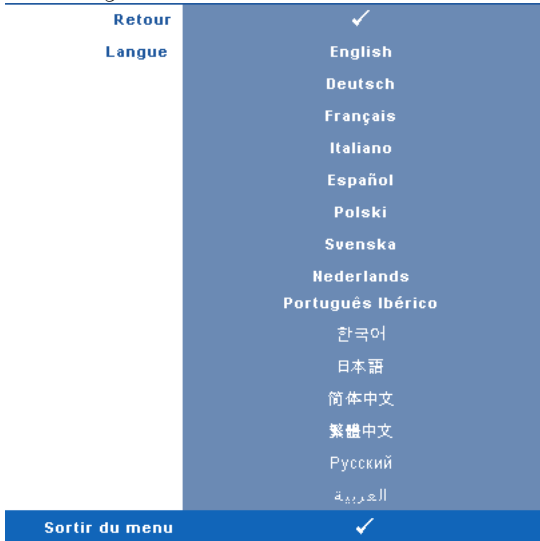 Retour ✓
Langue English
Deutsch
Français
Italiano
Español
Polski
Svenska
Nederlands
Português Ibérico
한국어
日本語
简体中文
繁體中文
Русский
العربية
Sortir du menu ✓